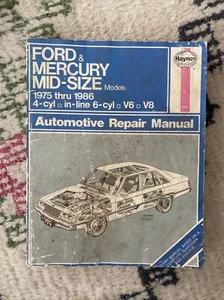 FORD &
MERCURY
MID-SIZE Models
1975 thru 1986
4-cyl □ in-line 6-cyl □ V6 □ V8
Haynes
Automotive Repair Manual